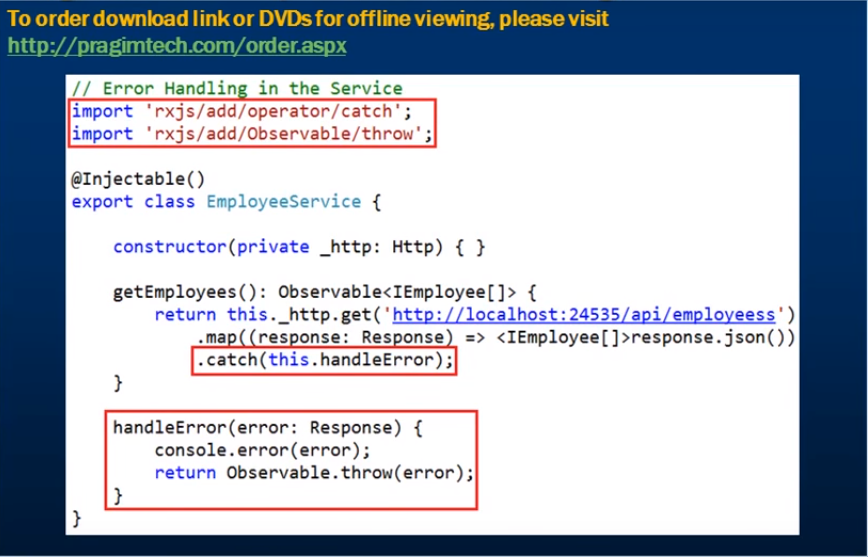 To order download link or DVDs for offline viewing, please visit
http://pragimtech.com/order.aspx
// Error Handling in the Service
import 'rxjs/add/operator/catch';
import 'rxjs/add/Observable/throw';
@Injectable()
export class EmployeeService {
constructor(private _http: Http) { }
getEmployees(): Observable<IEmployee[]> {
return this._http.get('http://localhost:24535/api/employeess')
.map((response: Response) => <IEmployee[]>response.json())
.catch(this.handleError);
}
handleError(error: Response) {
console.error(error);
return Observable.throw(error);
}
}